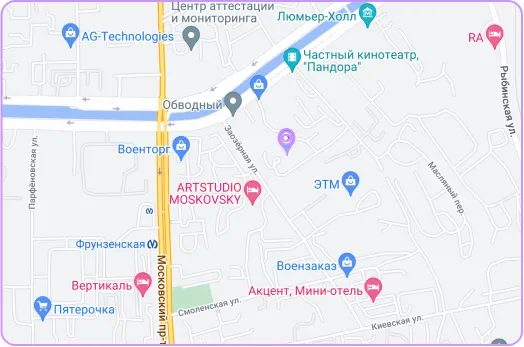 Центр аттестации
и мониторинга
Люмьер-Холл
AG-Technologies
RA
Частный кинотеатр,
"Пандора"
Рыбинская ул.
Обводный
Заозёрная ул.
Парфёновская ул.
Военторг
Масляный пер.
ЭТМ
ARTSTUDIO
MOSKOVSKY
Фрунзенская
Московский пр-т
Воензаказ
Вертикаль
Акцент, Мини-отель
Пятерочка
Смоленская ул.
Киевская ул.